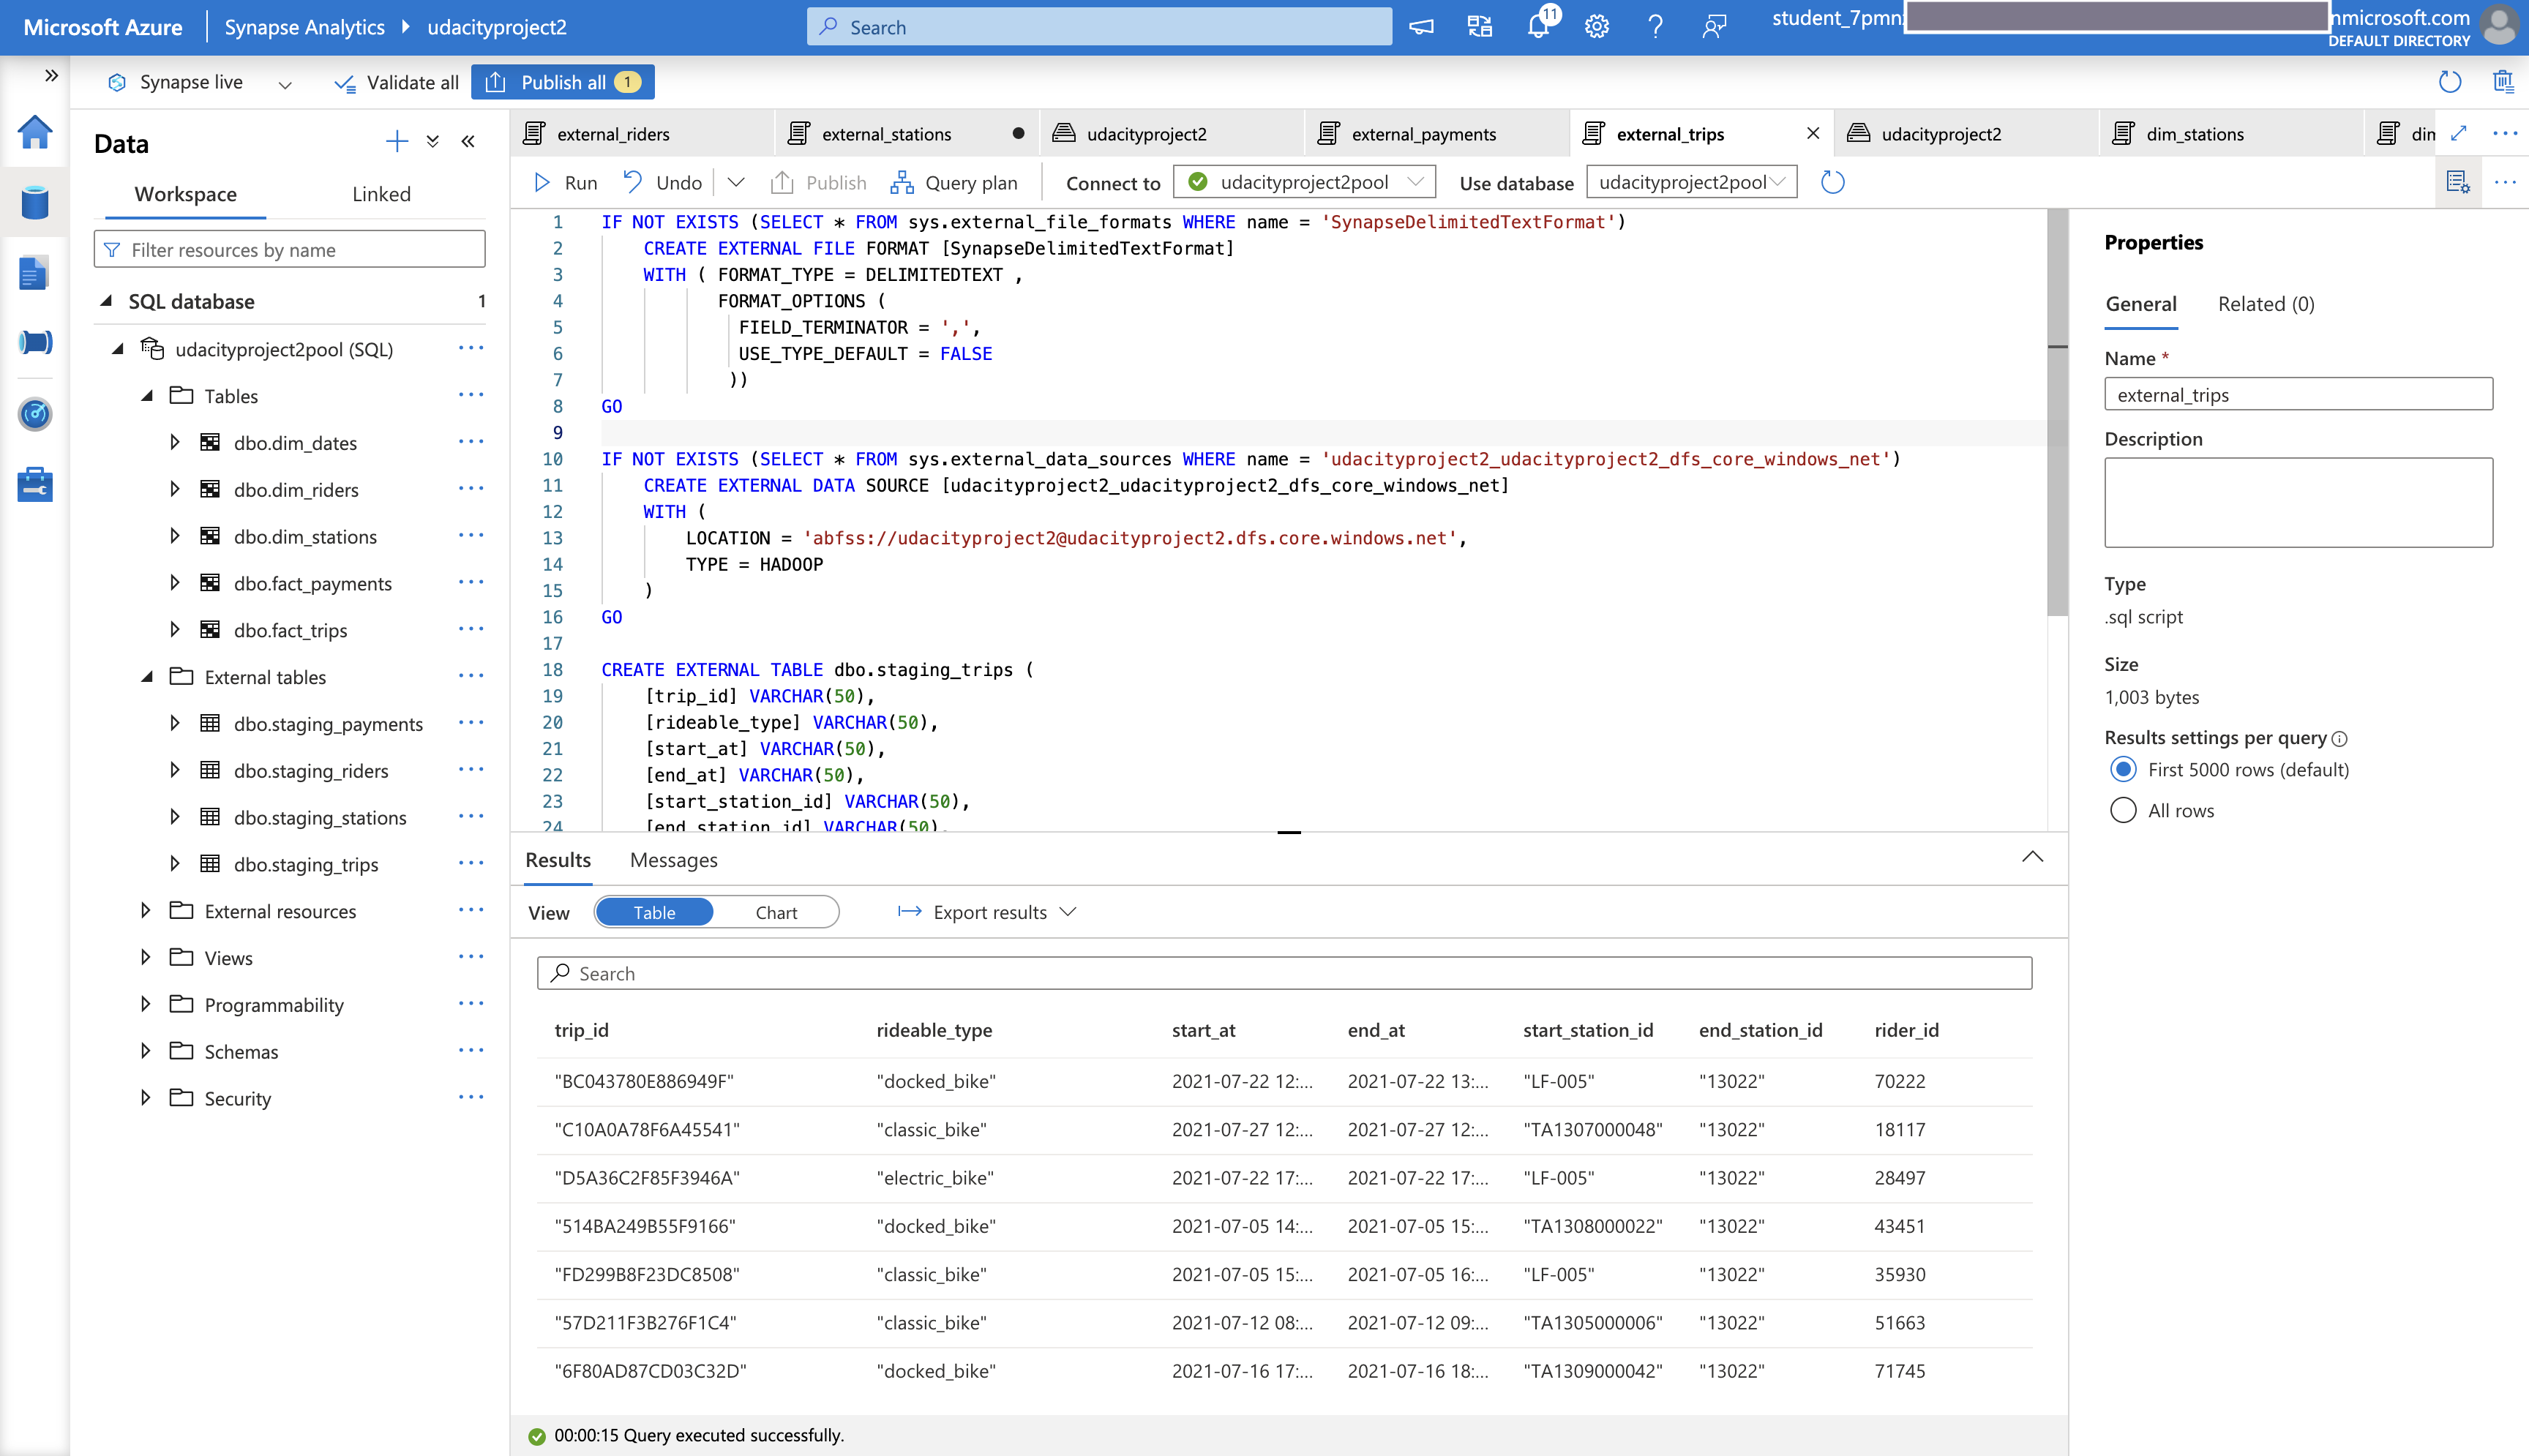 Microsoft Azure Synapse Analytics udacityproject2 Search 11 student_7pmn nmicrosoft.com
DEFAULT DIRECTORY
Synapse live Validate all Publish all 1
Data
Workspace Linked
Filter resources by name
SQL database 1
udacityproject2pool (SQL)
Tables
dbo.dim_dates
dbo.dim_riders
dbo.dim_stations
dbo.fact_payments
dbo.fact_trips
External tables
dbo.staging_payments
dbo.staging_riders
dbo.staging_stations
dbo.staging_trips
External resources
Views
Programmability
Schemas
Security
external_riders external_stations udacityproject2 external_payments external_trips udacityproject2 dim_stations dim
Run Undo Publish Query plan Connect to udacityproject2pool Use database udacityproject2pool
1 IF NOT EXISTS (SELECT * FROM sys.external_file_formats WHERE name = 'SynapseDelimitedTextFormat')
2 CREATE EXTERNAL FILE FORMAT [SynapseDelimitedTextFormat]
3 WITH ( FORMAT_TYPE = DELIMITEDTEXT ,
4 FORMAT_OPTIONS (
5 FIELD_TERMINATOR = ',',
6 USE_TYPE_DEFAULT = FALSE
7 ))
8 GO
9
10 IF NOT EXISTS (SELECT * FROM sys.external_data_sources WHERE name = 'udacityproject2_udacityproject2_dfs_core_windows_net')
11 CREATE EXTERNAL DATA SOURCE [udacityproject2_udacityproject2_dfs_core_windows_net]
12 WITH (
13 LOCATION = 'abfss://udacityproject2@udacityproject2.dfs.core.windows.net',
14 TYPE = HADOOP
15 )
16 GO
17
18 CREATE EXTERNAL TABLE dbo.staging_trips (
19 [trip_id] VARCHAR(50),
20 [rideable_type] VARCHAR(50),
21 [start_at] VARCHAR(50),
22 [end_at] VARCHAR(50),
23 [start_station_id] VARCHAR(50),
24 [end_station_id] VARCHAR(50),
Results Messages
View Table Chart Export results
Search
trip_id rideable_type start_at end_at start_station_id end_station_id rider_id
"BC043780E886949F" "docked_bike" 2021-07-22 12:... 2021-07-22 13:... "LF-005" "13022" 70222
"C10A0A78F6A45541" "classic_bike" 2021-07-27 12:... 2021-07-27 12:... "TA1307000048" "13022" 18117
"D5A36C2F85F3946A" "electric_bike" 2021-07-22 17:... 2021-07-22 17:... "LF-005" "13022" 28497
"514BA249B55F9166" "docked_bike" 2021-07-05 14:... 2021-07-05 15:... "TA1308000022" "13022" 43451
"FD299B8F23DC8508" "classic_bike" 2021-07-05 15:... 2021-07-05 16:... "LF-005" "13022" 35930
"57D211F3B276F1C4" "classic_bike" 2021-07-12 08:... 2021-07-12 09:... "TA1305000006" "13022" 51663
"6F80AD87CD03C32D" "docked_bike" 2021-07-16 17:... 2021-07-16 18:... "TA1309000042" "13022" 71745
00:00:15 Query executed successfully.
Properties
General Related (0)
Name *
external_trips
Description
Type
.sql script
Size
1,003 bytes
Results settings per query
First 5000 rows (default)
All rows